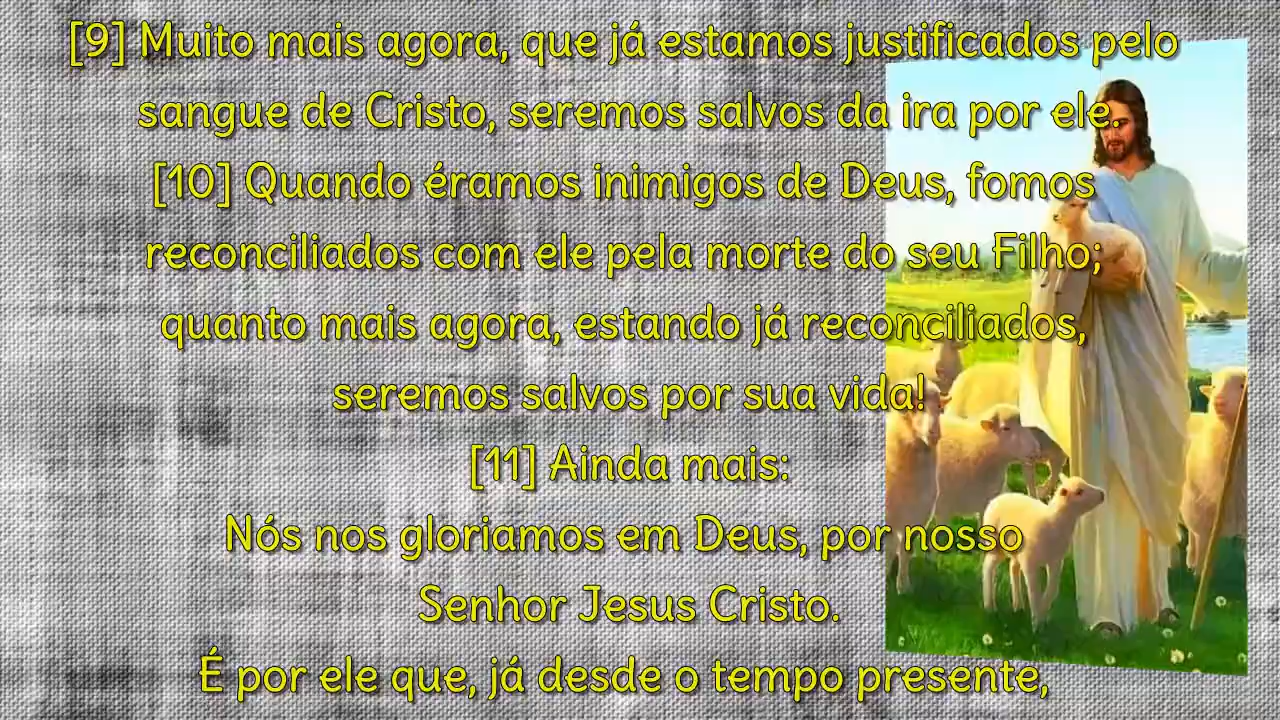 [9] Muito mais agora, que já estamos justificados pelo
sangue de Cristo, seremos salvos da ira por ele.
[10] Quando éramos inimigos de Deus, fomos
reconciliados com ele pela morte do seu Filho;
quanto mais agora, estando já reconciliados,
seremos salvos por sua vida!
[11] Ainda mais:
Nós nos gloriamos em Deus, por nosso
Senhor Jesus Cristo.
É por ele que, já desde o tempo presente,